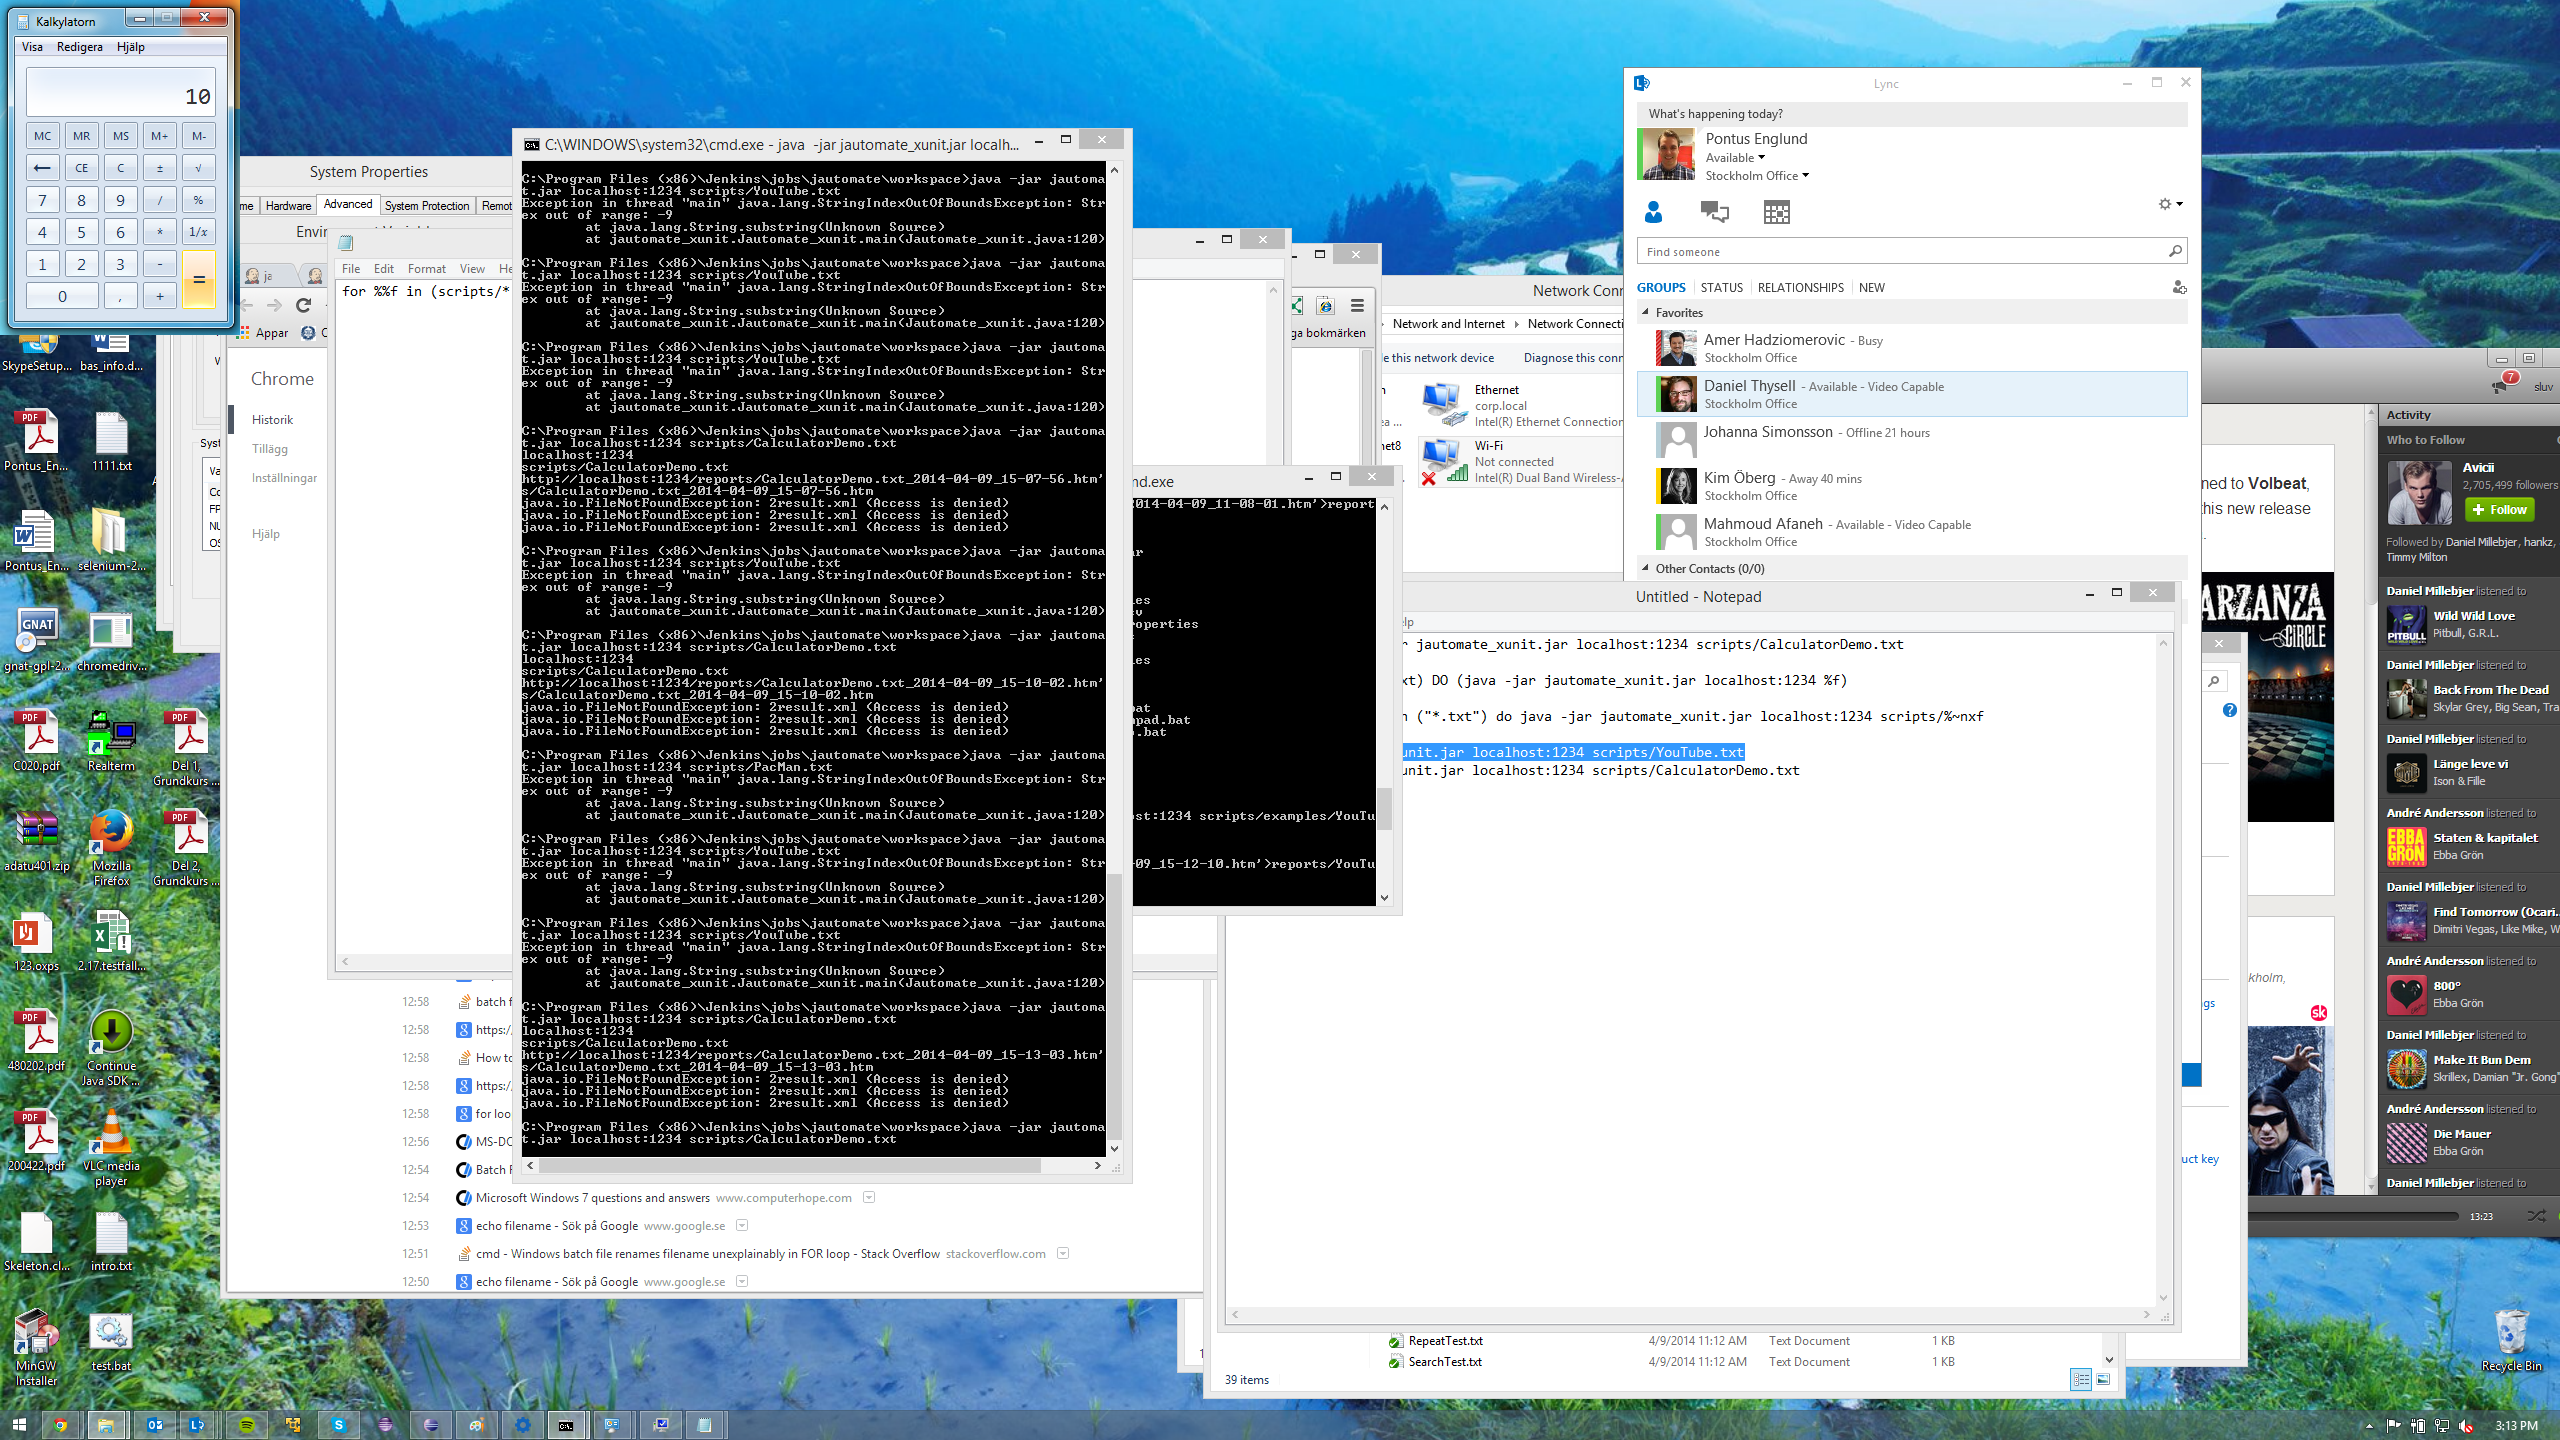 Kalkylatorn
Visa Redigera Hjälp
10
MC MR MS M+ M-
CE C ± √
7 8 9 / %
4 5 6 * 1/x
1 2 3 - =
0 , +
System Properties
Hardware Advanced System Protection
File Edit Format View
for %%f in (scripts/*
Appar
Chrome
Historik
Tillägg
Inställningar
Hjälp
C:\WINDOWS\system32\cmd.exe - java -jar jautomate_xunit.jar localh...
C:\Program Files (x86)\Jenkins\jobs\jautomate\workspace>java -jar jautoma
t.jar localhost:1234 scripts/YouTube.txt
Exception in thread "main" java.lang.StringIndexOutOfBoundsException: Str
ex out of range: -9
at java.lang.String.substring(Unknown Source)
at jautomate_xunit.Jautomate_xunit.main(Jautomate_xunit.java:120)
C:\Program Files (x86)\Jenkins\jobs\jautomate\workspace>java -jar jautoma
t.jar localhost:1234 scripts/YouTube.txt
Exception in thread "main" java.lang.StringIndexOutOfBoundsException: Str
ex out of range: -9
at java.lang.String.substring(Unknown Source)
at jautomate_xunit.Jautomate_xunit.main(Jautomate_xunit.java:120)
C:\Program Files (x86)\Jenkins\jobs\jautomate\workspace>java -jar jautoma
t.jar localhost:1234 scripts/YouTube.txt
Exception in thread "main" java.lang.StringIndexOutOfBoundsException: Str
ex out of range: -9
at java.lang.String.substring(Unknown Source)
at jautomate_xunit.Jautomate_xunit.main(Jautomate_xunit.java:120)
C:\Program Files (x86)\Jenkins\jobs\jautomate\workspace>java -jar jautoma
t.jar localhost:1234 scripts/CalculatorDemo.txt
localhost:1234
scripts/CalculatorDemo.txt
http://localhost:1234/reports/CalculatorDemo.txt_2014-04-09_15-07-56.htm'
s/CalculatorDemo.txt_2014-04-09_15-07-56.htm
java.io.FileNotFoundException: 2result.xml (Access is denied)
java.io.FileNotFoundException: 2result.xml (Access is denied)
java.io.FileNotFoundException: 2result.xml (Access is denied)
C:\Program Files (x86)\Jenkins\jobs\jautomate\workspace>java -jar jautoma
t.jar localhost:1234 scripts/YouTube.txt
Exception in thread "main" java.lang.StringIndexOutOfBoundsException: Str
ex out of range: -9
at java.lang.String.substring(Unknown Source)
at jautomate_xunit.Jautomate_xunit.main(Jautomate_xunit.java:120)
C:\Program Files (x86)\Jenkins\jobs\jautomate\workspace>java -jar jautoma
t.jar localhost:1234 scripts/CalculatorDemo.txt
localhost:1234
scripts/CalculatorDemo.txt
http://localhost:1234/reports/CalculatorDemo.txt_2014-04-09_15-10-02.htm'
s/CalculatorDemo.txt_2014-04-09_15-10-02.htm
java.io.FileNotFoundException: 2result.xml (Access is denied)
java.io.FileNotFoundException: 2result.xml (Access is denied)
java.io.FileNotFoundException: 2result.xml (Access is denied)
C:\Program Files (x86)\Jenkins\jobs\jautomate\workspace>java -jar jautoma
t.jar localhost:1234 scripts/PacMan.txt
Exception in thread "main" java.lang.StringIndexOutOfBoundsException: Str
ex out of range: -9
at java.lang.String.substring(Unknown Source)
at jautomate_xunit.Jautomate_xunit.main(Jautomate_xunit.java:120)
C:\Program Files (x86)\Jenkins\jobs\jautomate\workspace>java -jar jautoma
t.jar localhost:1234 scripts/YouTube.txt
Exception in thread "main" java.lang.StringIndexOutOfBoundsException: Str
ex out of range: -9
at java.lang.String.substring(Unknown Source)
at jautomate_xunit.Jautomate_xunit.main(Jautomate_xunit.java:120)
C:\Program Files (x86)\Jenkins\jobs\jautomate\workspace>java -jar jautoma
t.jar localhost:1234 scripts/YouTube.txt
Exception in thread "main" java.lang.StringIndexOutOfBoundsException: Str
ex out of range: -9
at java.lang.String.substring(Unknown Source)
at jautomate_xunit.Jautomate_xunit.main(Jautomate_xunit.java:120)
C:\Program Files (x86)\Jenkins\jobs\jautomate\workspace>java -jar jautoma
t.jar localhost:1234 scripts/CalculatorDemo.txt
localhost:1234
scripts/CalculatorDemo.txt
http://localhost:1234/reports/CalculatorDemo.txt_2014-04-09_15-13-03.htm'
s/CalculatorDemo.txt_2014-04-09_15-13-03.htm
java.io.FileNotFoundException: 2result.xml (Access is denied)
java.io.FileNotFoundException: 2result.xml (Access is denied)
java.io.FileNotFoundException: 2result.xml (Access is denied)
C:\Program Files (x86)\Jenkins\jobs\jautomate\workspace>java -jar jautoma
t.jar localhost:1234 scripts/CalculatorDemo.txt
12:58 batch f
12:58 https:/
12:58 How to
12:58 https:/
12:58 for loo
12:56 MS-DO
12:54 Batch F
12:54 Microsoft Windows 7 questions and answers www.computerhope.com
12:53 echo filename - Sök på Google www.google.se
12:51 cmd - Windows batch file renames filename unexplainably in FOR loop - Stack Overflow stackoverflow.com
12:50 echo filename - Sök på Google www.google.se
ga bokmärken
Network Conn
Network and Internet Network Connecti
le this network device Diagnose this conn
Ethernet
corp.local
Intel(R) Ethernet Connection
Wi-Fi
Not connected
Intel(R) Dual Band Wireless-A
md.exe
2014-04-09_11-08-01.htm'>report
ar
les
roperties
les
bat
npad.bat
o.bat
st:1234 scripts/examples/YouTu
-09_15-12-10.htm'>reports/YouTu
Lync
What's happening today?
Pontus Englund
Available
Stockholm Office
Find someone
GROUPS STATUS RELATIONSHIPS NEW
Favorites
Amer Hadziomerovic - Busy
Stockholm Office
Daniel Thysell - Available - Video Capable
Stockholm Office
Johanna Simonsson - Offline 21 hours
Kim Öberg - Away 40 mins
Stockholm Office
Mahmoud Afaneh - Available - Video Capable
Stockholm Office
Other Contacts (0/0)
Untitled - Notepad
elp
r jautomate_xunit.jar localhost:1234 scripts/CalculatorDemo.txt
xt) DO (java -jar jautomate_xunit.jar localhost:1234 %f)
n ("*.txt") do java -jar jautomate_xunit.jar localhost:1234 scripts/%~nxf
unit.jar localhost:1234 scripts/YouTube.txt
unit.jar localhost:1234 scripts/CalculatorDemo.txt
RepeatTest.txt 4/9/2014 11:12 AM Text Document 1 KB
SearchTest.txt 4/9/2014 11:12 AM Text Document 1 KB
39 items
7
sluv
ned to Volbeat,
this new release
ARZANZA
CIRCLE
ckholm,
sk
ngs
uct key
Activity
Who to Follow
Avicii
2,705,499 followers
Follow
Followed by Daniel Millebjer, hankz,
Timmy Milton
Daniel Millebjer listened to
Wild Wild Love
Pitbull, G.R.L.
PITBULL
Daniel Millebjer listened to
Back From The Dead
Skylar Grey, Big Sean, Tra
Daniel Millebjer listened to
Länge leve vi
Ison & Fille
André Andersson listened to
Staten & kapitalet
Ebba Grön
EBBA GRÖN
Daniel Millebjer listened to
Find Tomorrow (Ocari...
Dimitri Vegas, Like Mike, W
André Andersson listened to
800°
Ebba Grön
Daniel Millebjer listened to
Make It Bun Dem
Skrillex, Damian "Jr. Gong"
André Andersson listened to
Die Mauer
Ebba Grön
Daniel Millebjer listened to
13:23
SkypeSetup... bas_info.d...
Pontus_En... 1111.txt
Pontus_En... selenium-2...
GNAT
gnat-gpl-2... chromedriv...
C020.pdf Realterm Del 1, Grundkurs ...
adatu401.zip Mozilla Firefox Del 2, Grundkurs ...
123.oxps 2.17.testfall...
480202.pdf Continue Java SDK ...
200422.pdf VLC media player
Skeleton.cl... intro.txt
MinGW Installer test.bat
Recycle Bin
3:13 PM